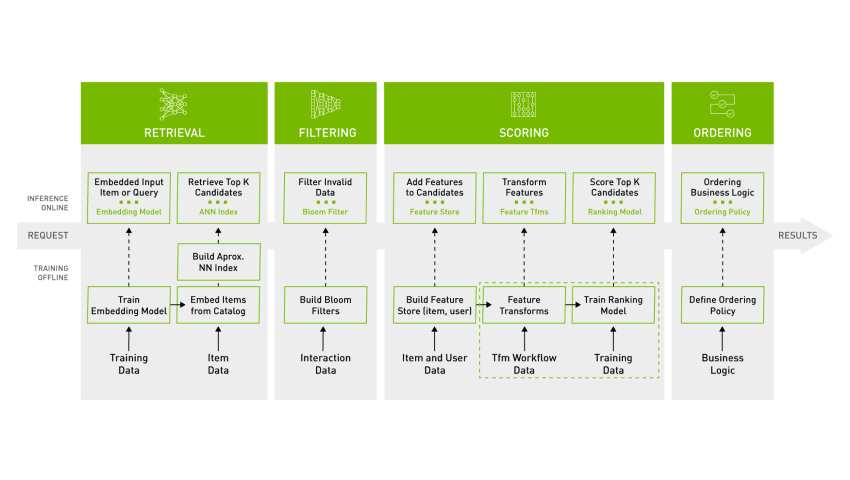 RETRIEVAL
FILTERING
SCORING
ORDERING
INFERENCE
ONLINE
Embedded Input
Item or Query
Embedding Model
Retrieve Top K
Candidates
ANN Index
Filter Invalid
Data
Bloom Filter
Add Features
to Candidates
Feature Store
Transform
Features
Feature Tfms
Score Top K
Candidates
Ranking Model
Ordering
Business Logic
Ordering Policy
REQUEST
RESULTS
TRAINING
OFFLINE
Build Aprox.
NN Index
Train
Embedding Model
Embed Items
from Catalog
Build Bloom
Filters
Build Feature
Store (item, user)
Feature
Transforms
Train Ranking
Model
Define Ordering
Policy
Training
Data
Item
Data
Interaction
Data
Item and User
Data
Tfm Workflow
Data
Training
Data
Business
Logic